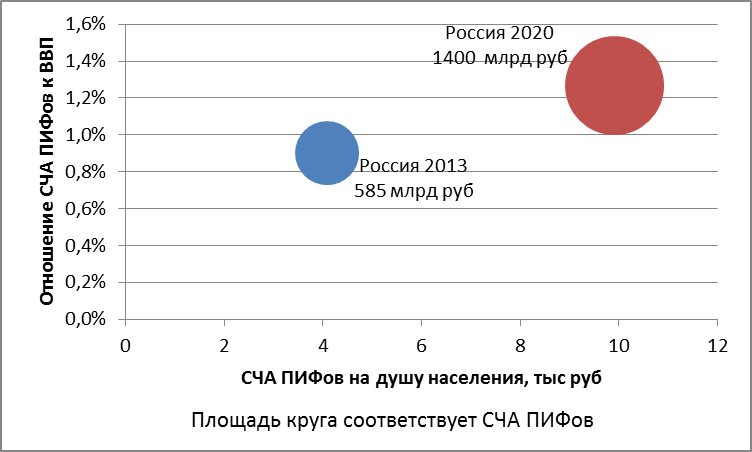 1,6%
1,4%
1,2%
1,0%
0,8%
0,6%
0,4%
0,2%
0,0%
Отношение СЧА ПИФов к ВВП
Россия 2020
1400 млрд руб
Россия 2013
585 млрд руб
0 2 4 6 8 10 12
СЧА ПИФов на душу населения, тыс руб
Площадь круга соответствует СЧА ПИФов